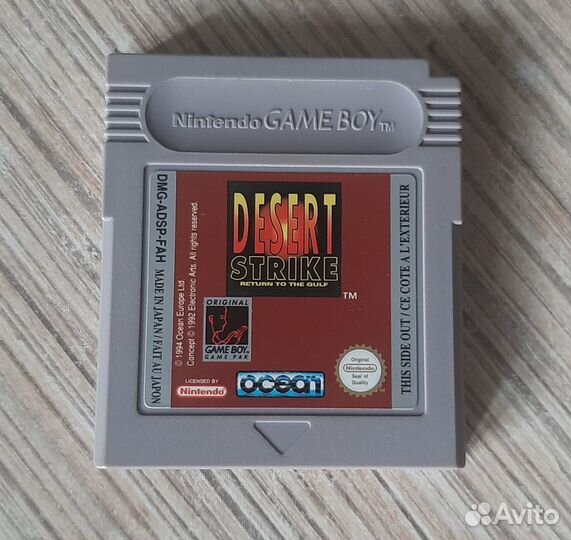 Nintendo GAME BOY TM
DMG-ADSP-FAH
MADE IN JAPAN / FAIT AU JAPON
© 1994 Ocean Europe Ltd
Concept © 1992 Electronic Arts. All rights reserved.
DESERT
STRIKE
RETURN TO THE GULF
TM
ORIGINAL
GAME BOY
GAME PAK
LICENSED BY
Nintendo
ocean
Original
Nintendo
Seal of
Quality
THIS SIDE OUT / CE COTE A L'EXTERIEUR
Avito